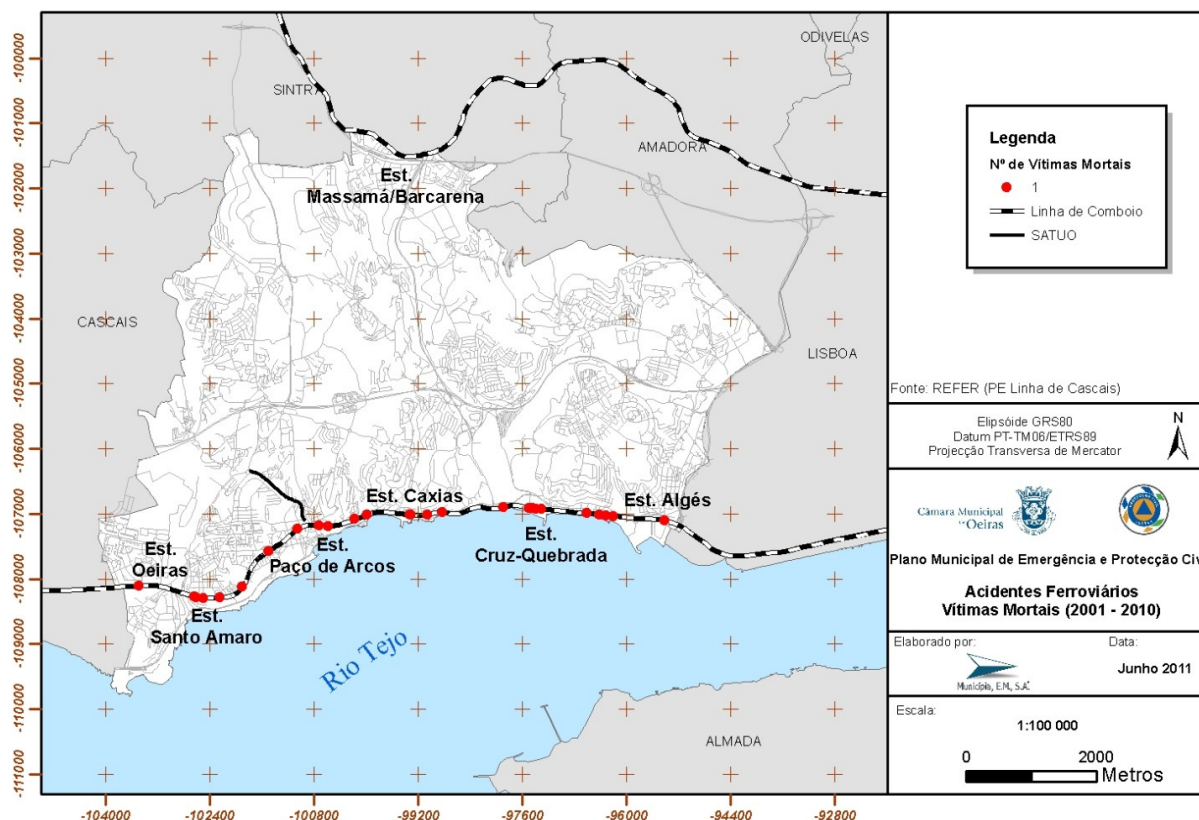 ODIVELAS
SINTRA
AMADORA
Est.
Massamá/Barcarena
CASCAIS
LISBOA
Est. Caxias
Est. Algés
Est.
Oeiras
Est.
Paço de Arcos
Est.
Cruz-Quebrada
Est.
Santo Amaro
Rio Tejo
ALMADA
-100000
-101000
-102000
-103000
-104000
-105000
-106000
-107000
-108000
-109000
-110000
-111000
-104000
-102400
-100800
-99200
-97600
-96000
-94400
-92800
Legenda
Nº de Vítimas Mortais
1
Linha de Comboio
SATUO
Fonte: REFER (PE Linha de Cascais)
Elipsóide GRS80
Datum PT-TM06/ETRS89
Projecção Transversa de Mercator
N
Câmara Municipal
de Oeiras
Plano Municipal de Emergência e Protecção Civ
Acidentes Ferroviários
Vítimas Mortais (2001 - 2010)
Elaborado por:
Município, E.M., S.A.
Data:
Junho 2011
Escala:
1:100 000
0 2000
Metros